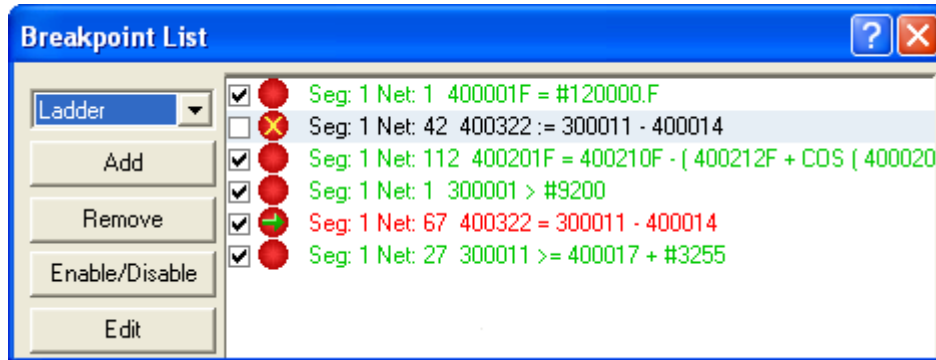 Breakpoint List
Ladder
Add
Remove
Enable/Disable
Edit
Seg: 1 Net: 1 400001F = #120000.F
Seg: 1 Net: 42 400322 := 300011 - 400014
Seg: 1 Net: 112 400201F = 400210F - ( 400212F + COS ( 400020
Seg: 1 Net: 1 300001 > #9200
Seg: 1 Net: 67 400322 = 300011 - 400014
Seg: 1 Net: 27 300011 >= 400017 + #3255